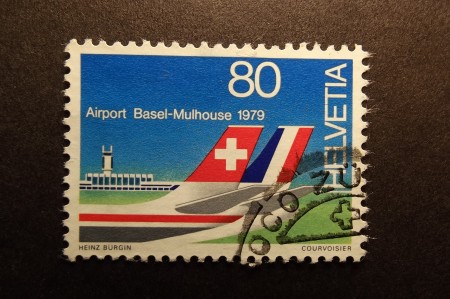 80
HELVETIA
Airport Basel-Mulhouse 1979
HEINZ BÜRGIN
COURVOISIER